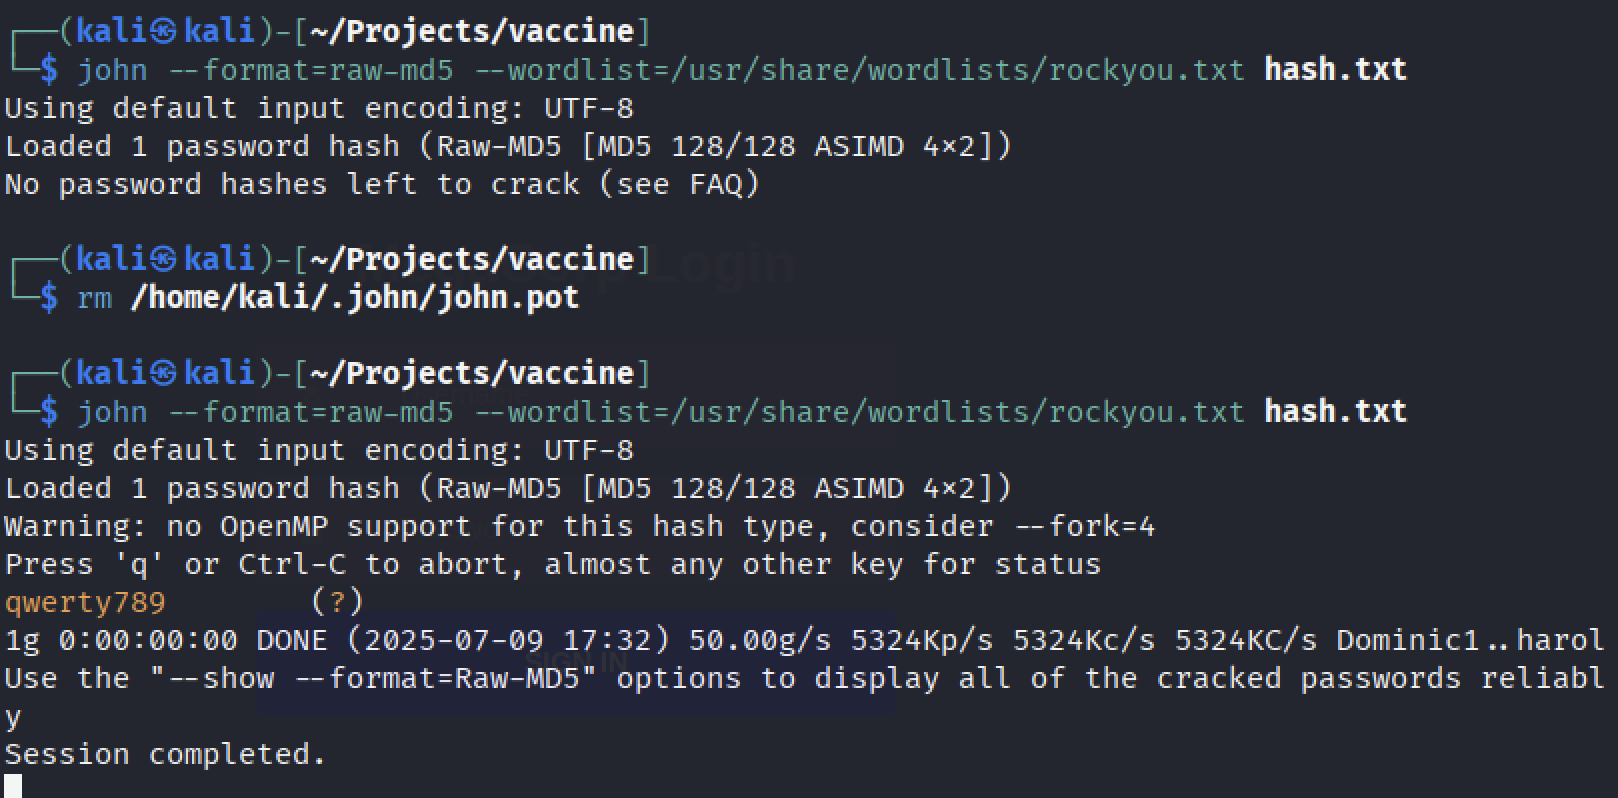 ┌──(kali㉿kali)-[~/Projects/vaccine]
└─$ john --format=raw-md5 --wordlist=/usr/share/wordlists/rockyou.txt hash.txt
Using default input encoding: UTF-8
Loaded 1 password hash (Raw-MD5 [MD5 128/128 ASIMD 4×2])
No password hashes left to crack (see FAQ)
┌──(kali㉿kali)-[~/Projects/vaccine]
Login
└─$ rm /home/kali/.john/john.pot
┌──(kali㉿kali)-[~/Projects/vaccine]
└─$ john --format=raw-md5 --wordlist=/usr/share/wordlists/rockyou.txt hash.txt
Using default input encoding: UTF-8
Loaded 1 password hash (Raw-MD5 [MD5 128/128 ASIMD 4×2])
Warning: no OpenMP support for this hash type, consider --fork=4
Press 'q' or Ctrl-C to abort, almost any other key for status
qwerty789        (?)
1g 0:00:00:00 DONE (2025-07-09 17:32) 50.00g/s 5324Kp/s 5324Kc/s 5324KC/s Dominic1..harol
SIGN IN
Use the "--show --format=Raw-MD5" options to display all of the cracked passwords reliabl
y
Session completed.